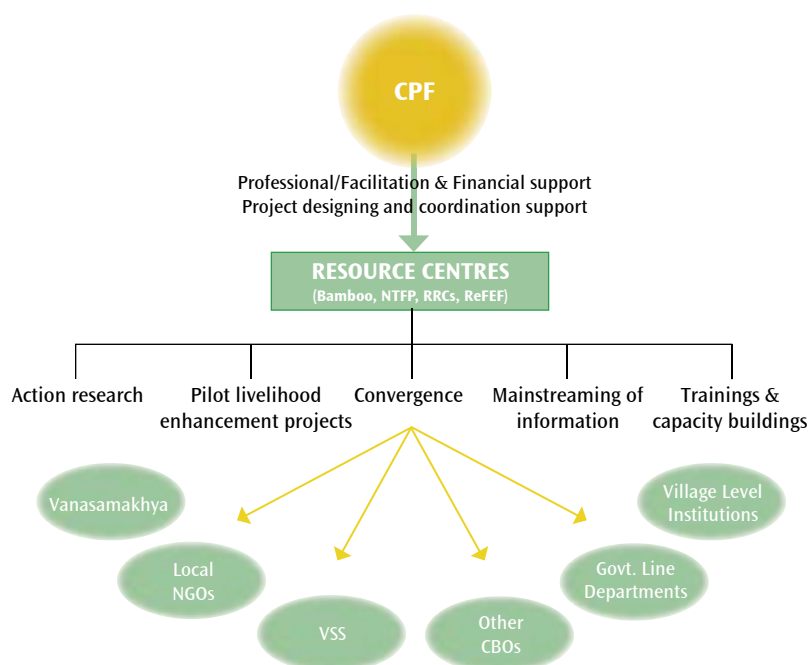 CPF
Professional/Facilitation & Financial support
Project designing and coordination support
RESOURCE CENTRES
(Bamboo, NTFP, RRCs, ReFEF)
Action research
Pilot livelihood
enhancement projects
Convergence
Mainstreaming of
information
Trainings &
capacity buildings
Vanasamakhya
Local
NGOs
VSS
Other
CBOs
Govt. Line
Departments
Village Level
Institutions